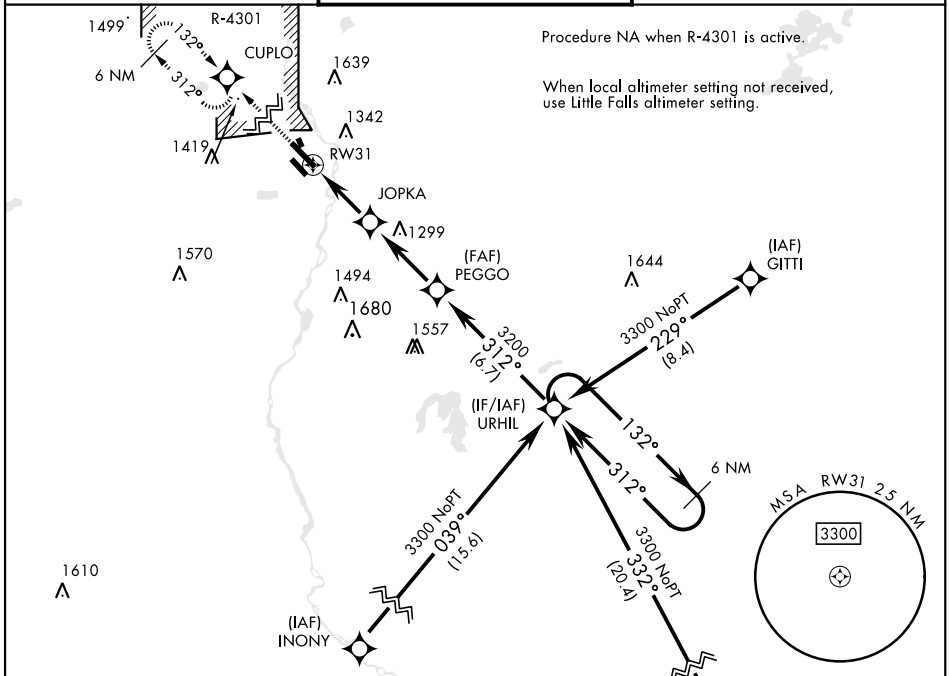 1499
R-4301
132°
CUPLO
6 NM
312°
1639
1342
1419
RW31
Procedure NA when R-4301 is active.
When local altimeter setting not received,
use Little Falls altimeter setting.
JOPKA
1299
(FAF)
PEGGO
1570
1494
1680
1557
1644
(IAF)
GITTI
3300 NoPT
229°
(8.4)
3200
312°
(6.7)
(IF/IAF)
URHIL
132°
312°
6 NM
3300 NoPT
039°
(15.6)
3300 NoPT
332°
(20.4)
1610
(IAF)
INONY
MSA RW31 25 NM
3300